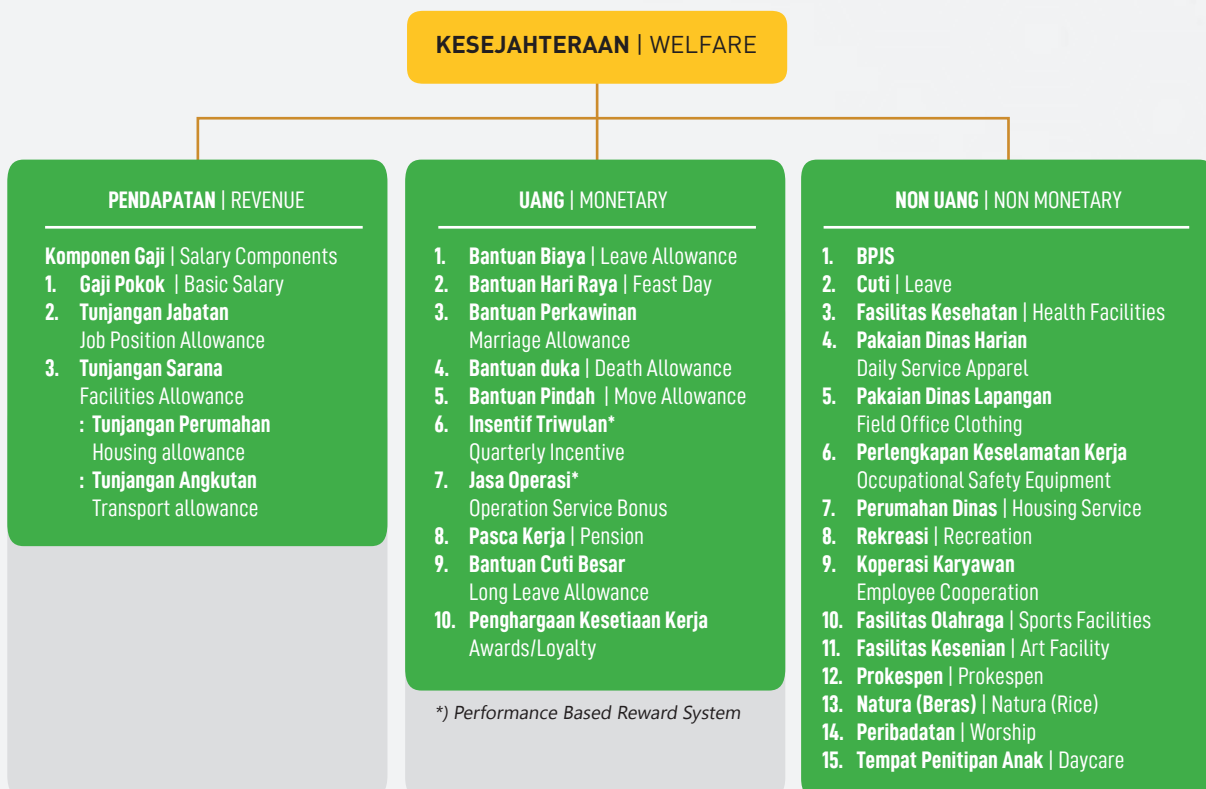 KESEJAHTERAAN | WELFARE
PENDAPATAN | REVENUE
Komponen Gaji | Salary Components
1. Gaji Pokok | Basic Salary
2. Tunjangan Jabatan
Job Position Allowance
3. Tunjangan Sarana
Facilities Allowance
: Tunjangan Perumahan
Housing allowance
: Tunjangan Angkutan
Transport allowance
UANG | MONETARY
1. Bantuan Biaya | Leave Allowance
2. Bantuan Hari Raya | Feast Day
3. Bantuan Perkawinan
Marriage Allowance
4. Bantuan duka | Death Allowance
5. Bantuan Pindah | Move Allowance
6. Insentif Triwulan*
Quarterly Incentive
7. Jasa Operasi*
Operation Service Bonus
8. Pasca Kerja | Pension
9. Bantuan Cuti Besar
Long Leave Allowance
10. Penghargaan Kesetiaan Kerja
Awards/Loyalty
*) Performance Based Reward System
NON UANG | NON MONETARY
1. BPJS
2. Cuti | Leave
3. Fasilitas Kesehatan | Health Facilities
4. Pakaian Dinas Harian
Daily Service Apparel
5. Pakaian Dinas Lapangan
Field Office Clothing
6. Perlengkapan Keselamatan Kerja
Occupational Safety Equipment
7. Perumahan Dinas | Housing Service
8. Rekreasi | Recreation
9. Koperasi Karyawan
Employee Cooperation
10. Fasilitas Olahraga | Sports Facilities
11. Fasilitas Kesenian | Art Facility
12. Prokespen | Prokespen
13. Natura (Beras) | Natura (Rice)
14. Peribadatan | Worship
15. Tempat Penitipan Anak | Daycare